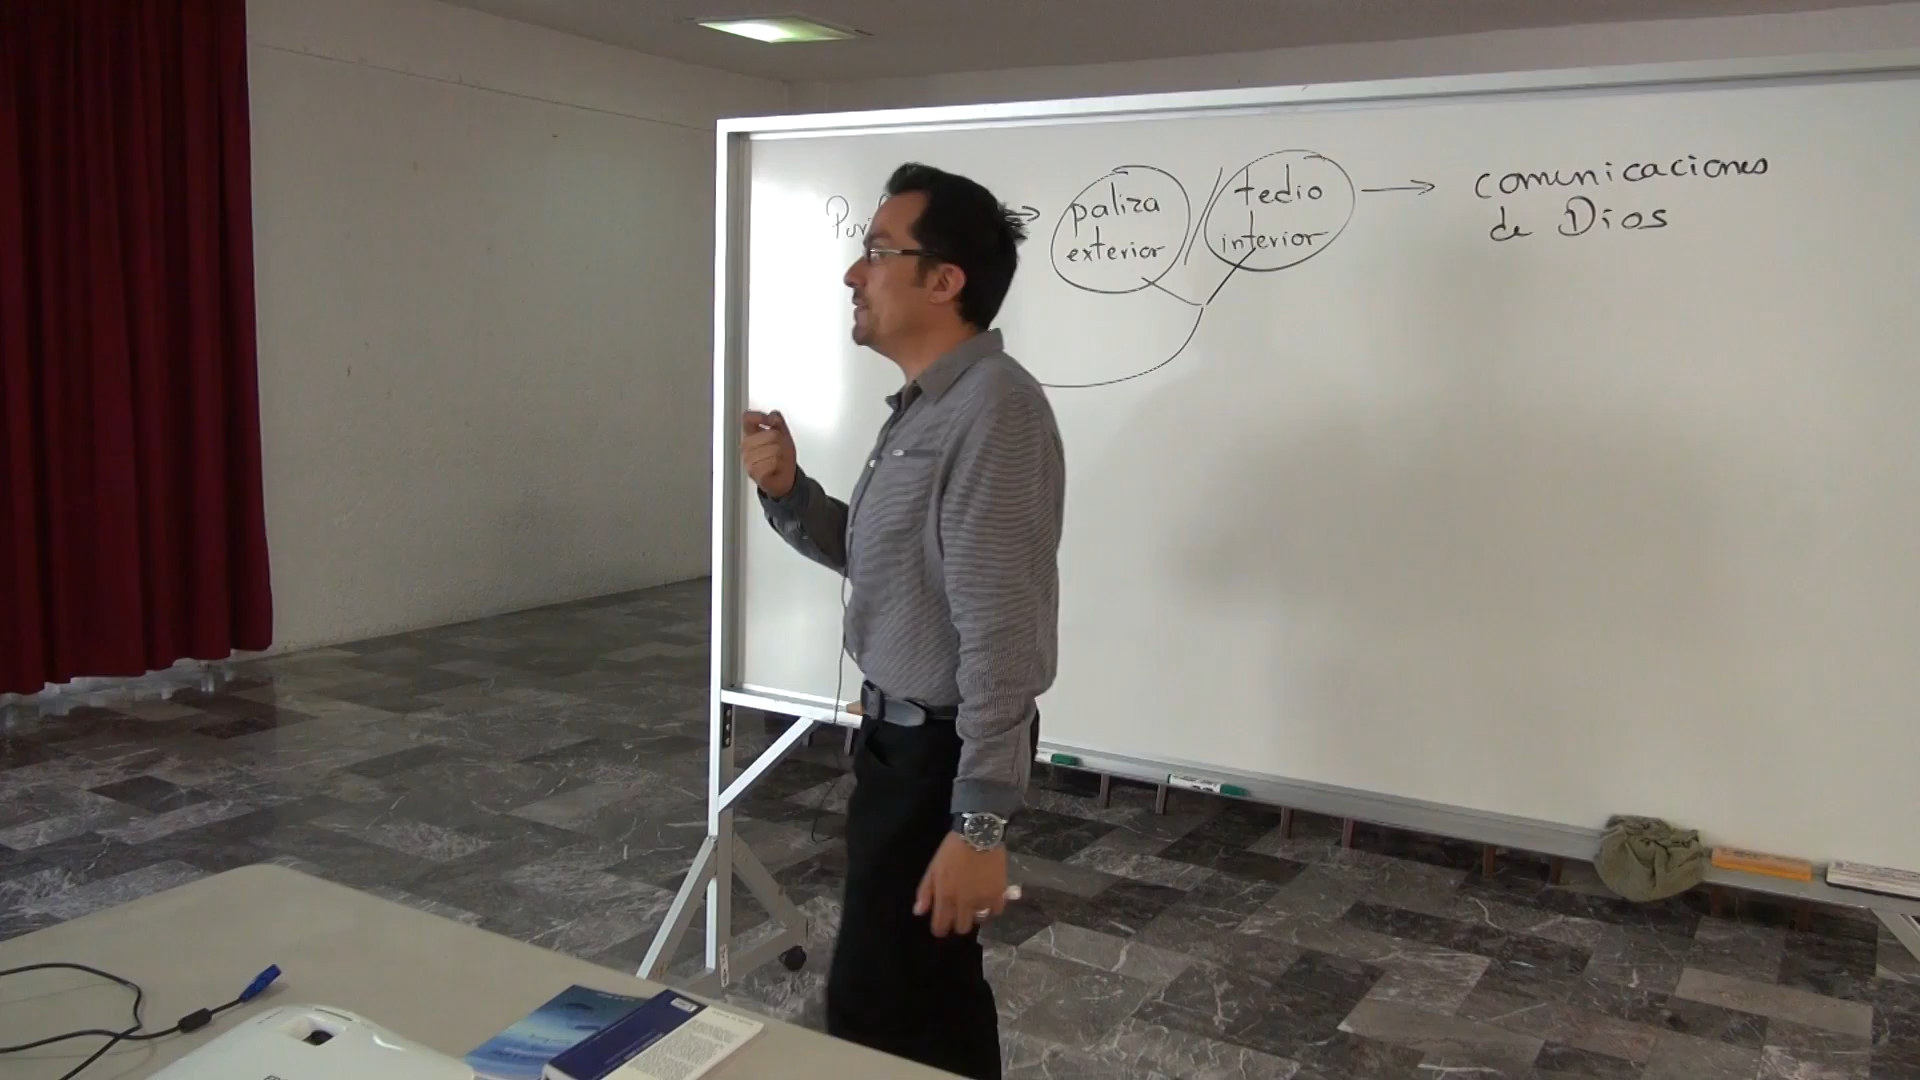 paliza
exterior
tedio
interior
comunicaciones
de Dios